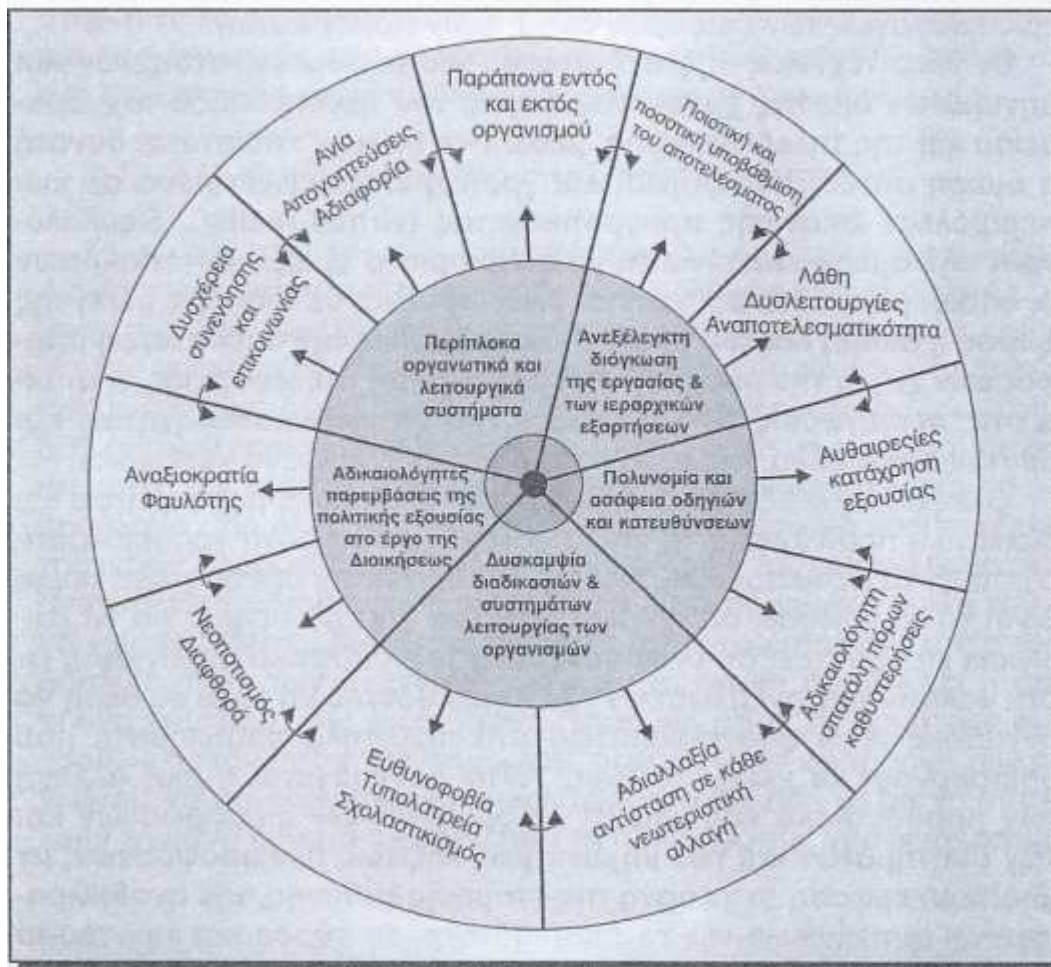 Παράπονα εντός
και εκτός
οργανισμού
Ποιοτική και
ποσοτική υποβάθμιση
του αποτελέσματος
Λάθη
Δυσλειτουργίες
Αναποτελεσματικότητα
Αυθαιρεσίες
κατάχρηση
εξουσίας
Αδικαιολόγητη
σπατάλη πόρων
καθυστερήσεις
Αδιαλλαξία
αντίσταση σε κάθε
νεωτεριστική
αλλαγή
Ευθυνοφοβία
Τυπολατρεία
Σχολαστικισμός
Νεοποτισμός
Διαφθορά
Αναξιοκρατία
Φαυλότης
Δυσχέρεια
συνενόησης
και
επικοινωνίας
Ανία
Απογοητεύσεις
Αδιαφορία
Περίπλοκα
οργανωτικά και
λειτουργικά
συστήματα
Ανεξέλεγκτη
διόγκωση
της εργασίας &
των ιεραρχικών
εξαρτήσεων
Πολυνομία και
ασάφεια οδηγιών
και κατευθύνσεων
Δυσκαμψία
διαδικασιών &
συστημάτων
λειτουργίας των
οργανισμών
Αδικαιολόγητες
παρεμβάσεις της
πολιτικής εξουσίας
στο έργο της
Διοικήσεως